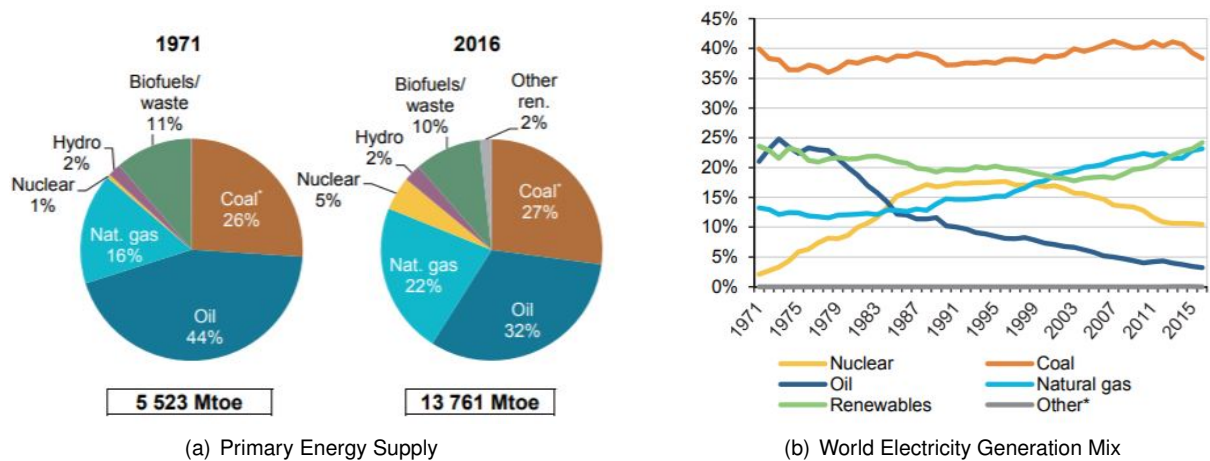 1971
Biofuels/
waste
11%
Hydro
2%
Nuclear
1%
Nat. gas
16%
Coal*
26%
Oil
44%
5 523 Mtoe
2016
Biofuels/
waste
10%
Other
ren.
2%
Hydro
2%
Nuclear
5%
Nat. gas
22%
Coal*
27%
Oil
32%
13 761 Mtoe
(a) Primary Energy Supply
45%
40%
35%
30%
25%
20%
15%
10%
5%
0%
1971
1975
1979
1983
1987
1991
1995
1999
2003
2007
2011
2015
Nuclear
Coal
Oil
Natural gas
Renewables
Other*
(b) World Electricity Generation Mix